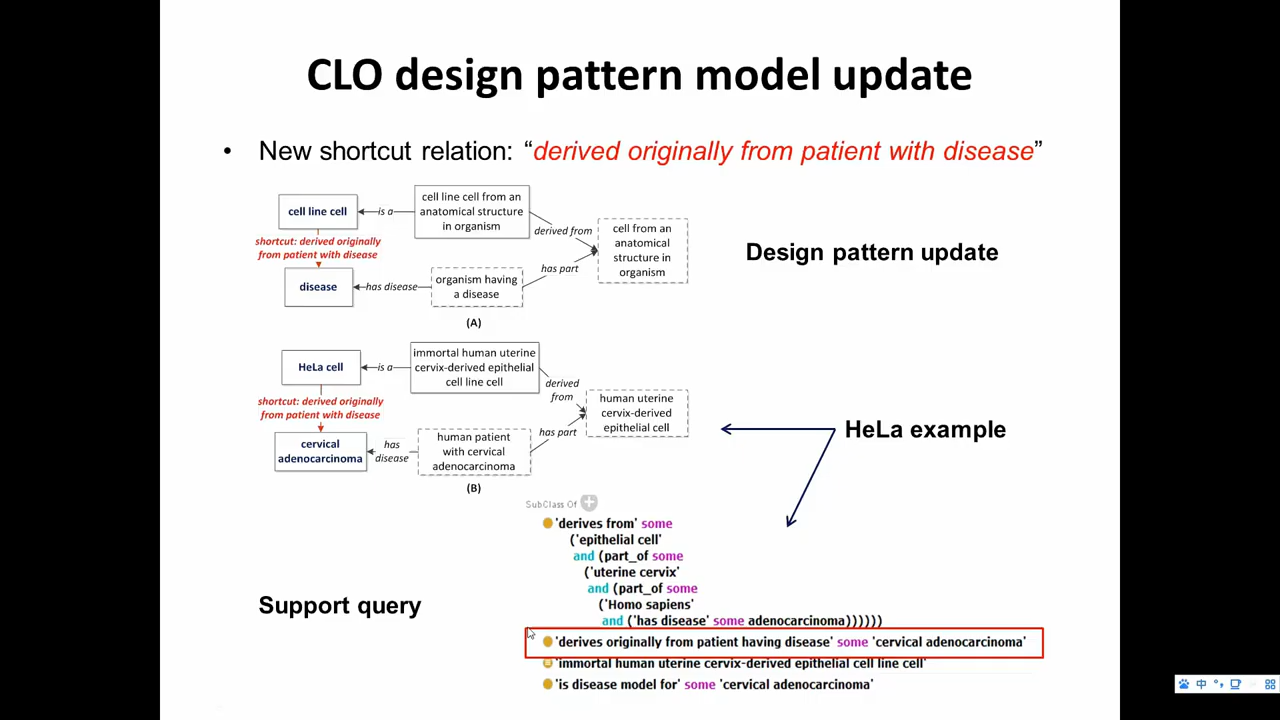 CLO design pattern model update
• New shortcut relation: “derived originally from patient with disease”
cell line cell
is a
cell line cell from an
anatomical structure
in organism
derived from
cell from an
anatomical
structure in
organism
shortcut: derived originally
from patient with disease
has part
disease
has disease
organism having
a disease
(A)
Design pattern update
HeLa cell
is a
immortal human uterine
cervix-derived epithelial
cell line cell
derived
from
human uterine
cervix-derived
epithelial cell
shortcut: derived originally
from patient with disease
has part
cervical
adenocarcinoma
has
disease
human patient
with cervical
adenocarcinoma
(B)
HeLa example
SubClass Of
'derives from' some
('epithelial cell'
and (part_of some
('uterine cervix'
and (part_of some
('Homo sapiens'
and ('has disease' some adenocarcinoma))))))
Support query
'derives originally from patient having disease' some 'cervical adenocarcinoma'
'immortal human uterine cervix-derived epithelial cell line cell'
'is disease model for' some 'cervical adenocarcinoma'
中